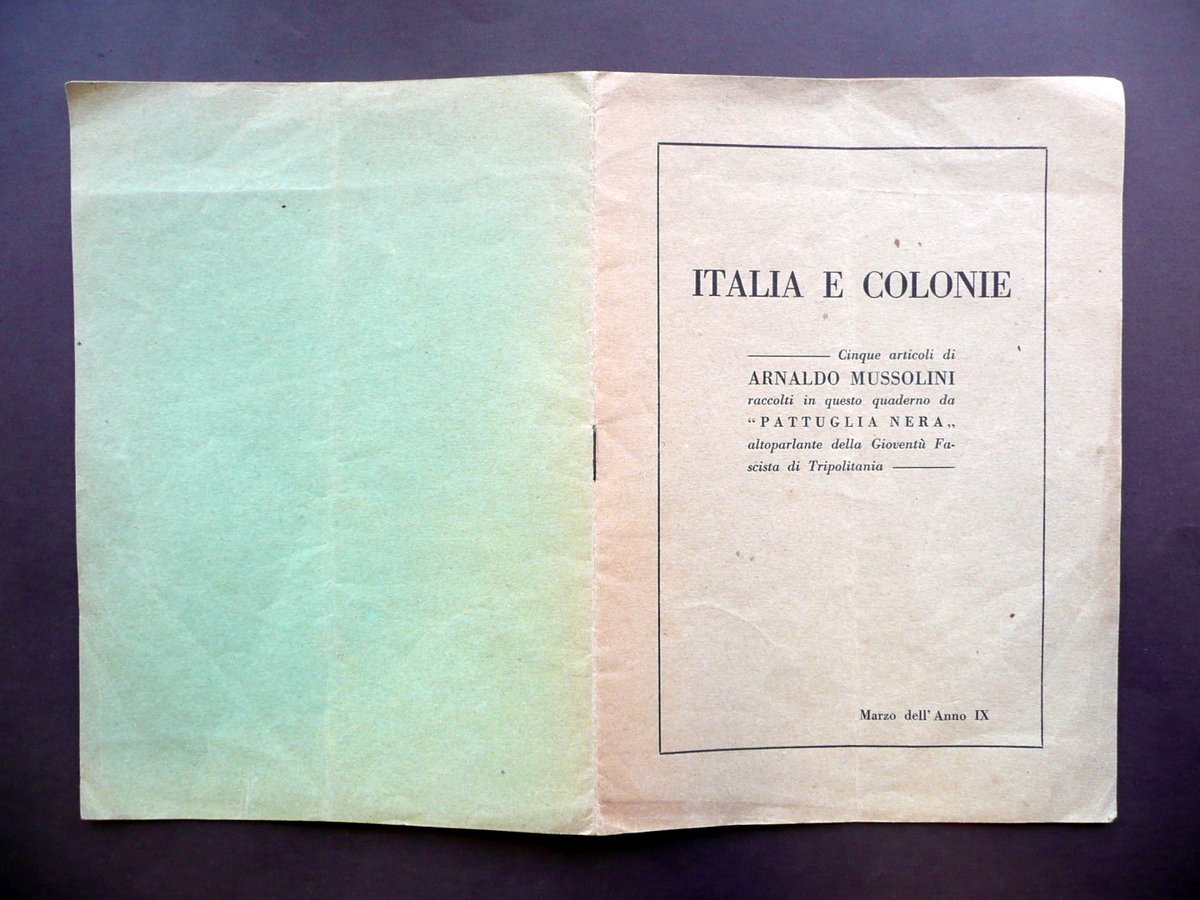 ITALIA E COLONIE
Cinque articoli di
ARNALDO MUSSOLINI
raccolti in questo quaderno da
“PATTUGLIA NERA„
altoparlante della Gioventù Fa-
scista di Tripolitania
Marzo dell'Anno IX